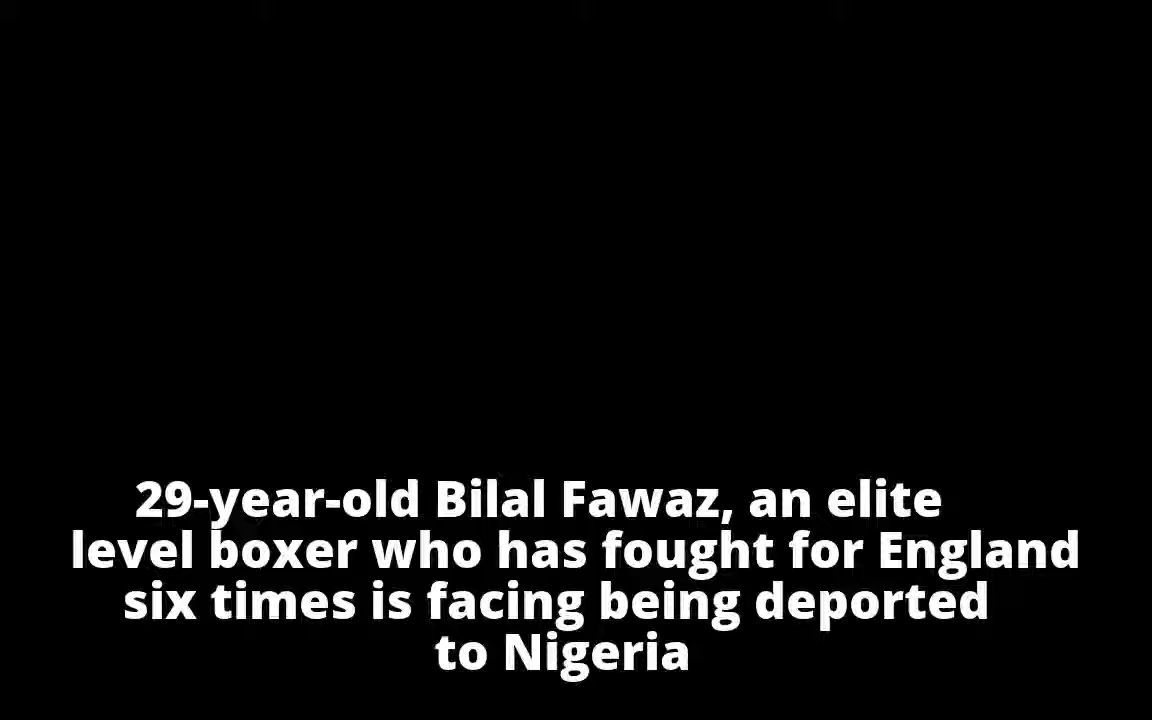 29-year-old Bilal Fawaz, an elite
level boxer who has fought for England
six times is facing being deported
to Nigeria